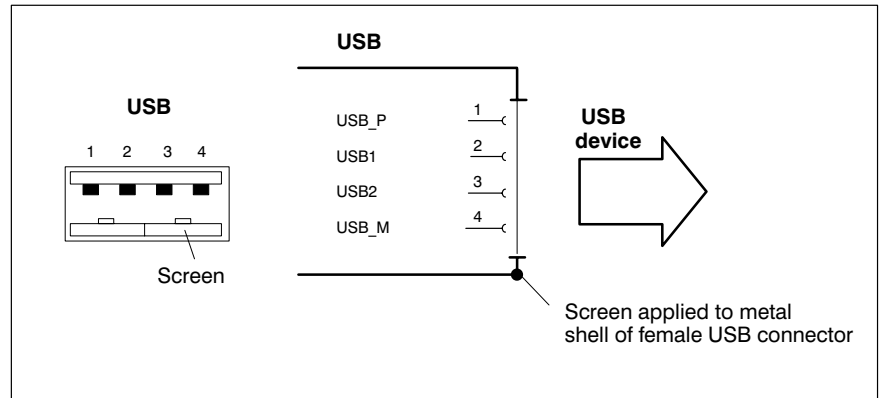 USB
1 2 3 4
Screen
USB
USB_P 1
USB1 2
USB2 3
USB_M 4
USB
device
Screen applied to metal
shell of female USB connector